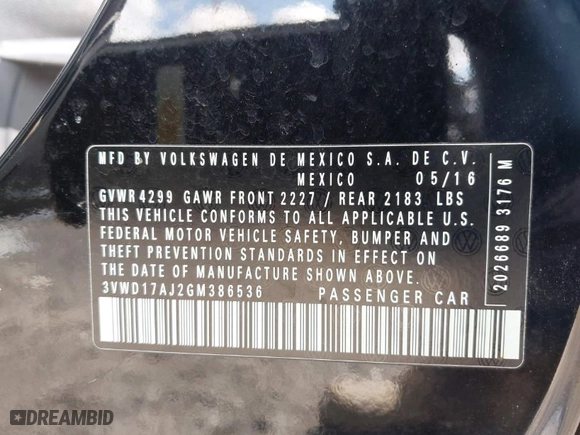 MFD BY VOLKSWAGEN DE MEXICO S.A. DE C.V.
MEXICO 05/16
GVWR 4299 GAWR FRONT 2227 / REAR 2183 LBS
THIS VEHICLE CONFORMS TO ALL APPLICABLE U.S.
FEDERAL MOTOR VEHICLE SAFETY, BUMPER AND
THEFT PREVENTION STANDARDS IN EFFECT ON
THE DATE OF MANUFACTURE SHOWN ABOVE.
3VWD17AJ2GM386536 PASSENGER CAR
2026689 3176 M
DREAMBID